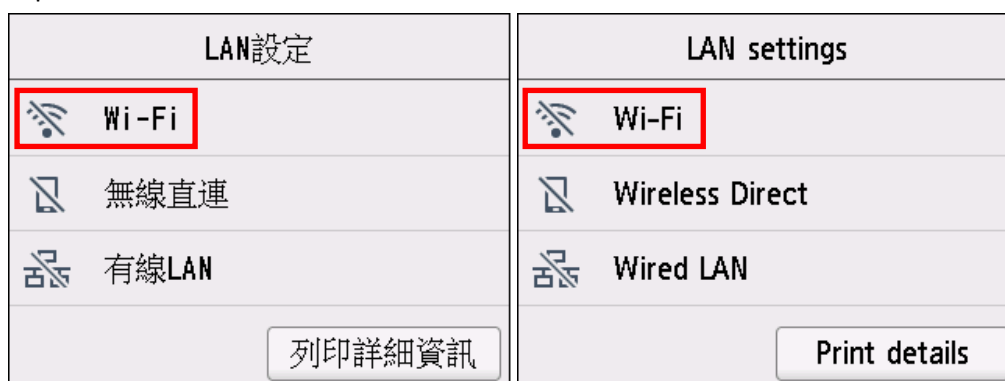 LAN設定
Wi-Fi
無線直連
有線LAN
列印詳細資訊
LAN settings
Wi-Fi
Wireless Direct
Wired LAN
Print details